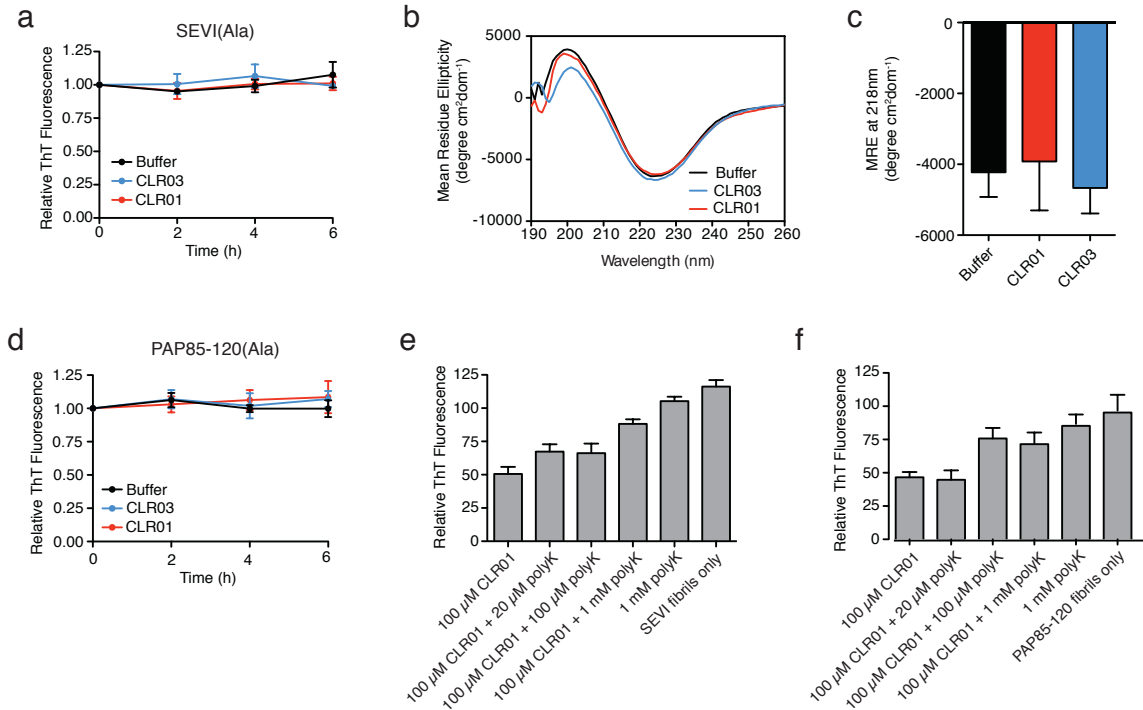 a
SEVI(Ala)
Relative ThT Fluorescence
1.25
1.00
0.75
0.50
1.25
0.00
Buffer
CLR03
CLR01
0
2
4
6
Time (h)
b
Mean Residue Ellipticity
(degree cm²dom⁻¹)
5000
0
-5000
-10000
Buffer
CLR03
CLR01
190 200 210 220 230 240 250 260
Wavelength (nm)
c
MRE at 218nm
(degree cm²dom⁻¹)
0
-2000
-4000
-6000
Buffer
CLR01
CLR03
d
PAP85-120(Ala)
Relative ThT Fluorescence
1.25
1.00
0.75
0.50
0.25
0.00
Buffer
CLR03
CLR01
0
2
4
6
Time (h)
e
Relative ThT Fluorescence
125
100
75
50
25
0
100 µM CLR01
100 µM CLR01 + 20 µM polyK
100 µM CLR01 + 100 µM polyK
100 µM CLR01 + 1 mM polyK
1 mM polyK
SEVI fibrils only
f
Relative ThT Fluorescence
125
100
75
50
25
0
100 µM CLR01
100 µM CLR01 + 20 µM polyK
100 µM CLR01 + 100 µM polyK
100 µM CLR01 + 1 mM polyK
1 mM polyK
PAP85-120 fibrils only